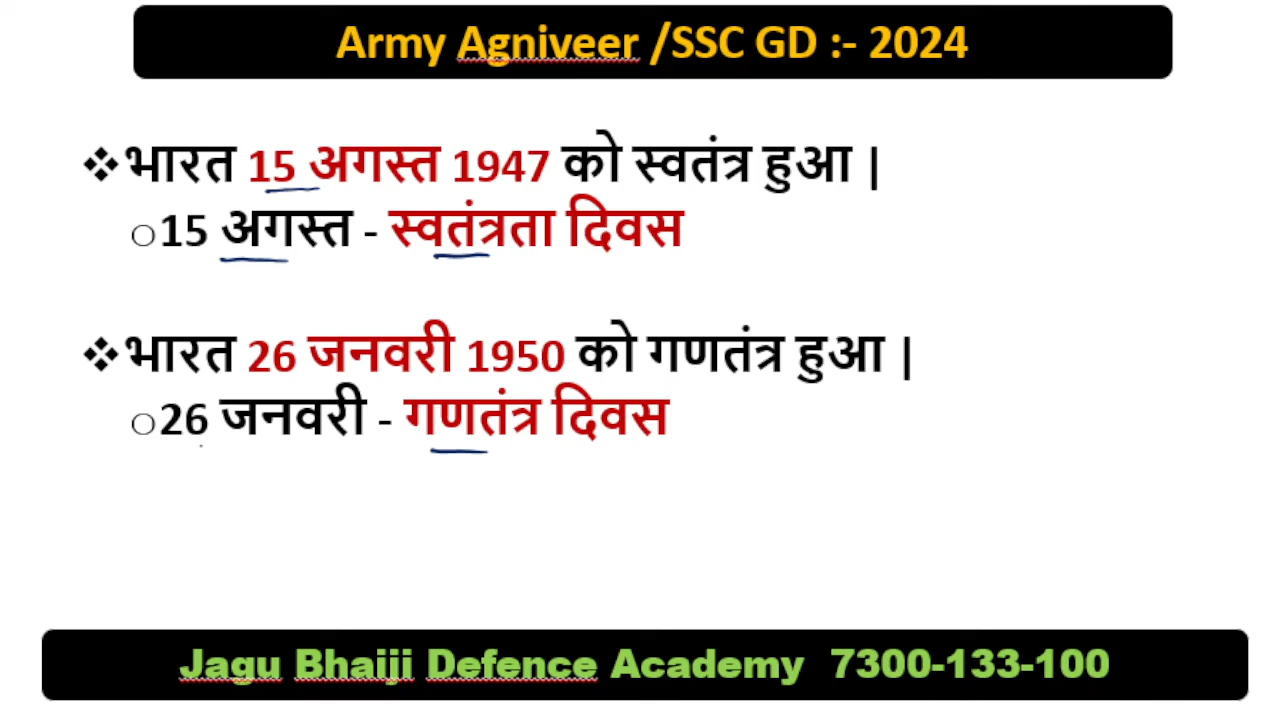 Army Agniveer /SSC GD :- 2024
❖भारत 15 अगस्त 1947 को स्वतंत्र हुआ |
○15 अगस्त - स्वतंत्रता दिवस
❖भारत 26 जनवरी 1950 को गणतंत्र हुआ |
○26 जनवरी - गणतंत्र दिवस
Jagu Bhaiji Defence Academy 7300-133-100